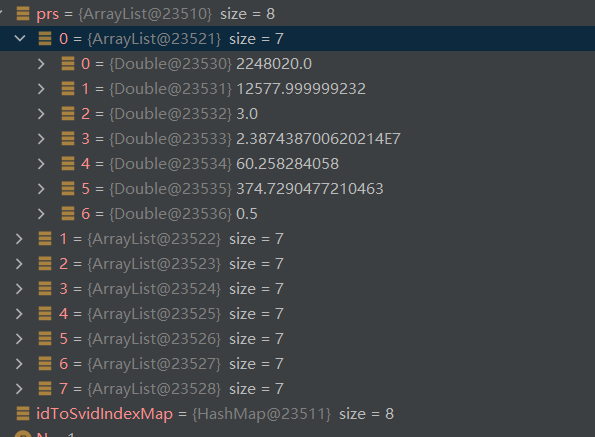 prs = {ArrayList@23510} size = 8
0 = {ArrayList@23521} size = 7
0 = {Double@23530} 2248020.0
1 = {Double@23531} 12577.999999232
2 = {Double@23532} 3.0
3 = {Double@23533} 2.387438700620214E7
4 = {Double@23534} 60.258284058
5 = {Double@23535} 374.7290477210463
6 = {Double@23536} 0.5
1 = {ArrayList@23522} size = 7
2 = {ArrayList@23523} size = 7
3 = {ArrayList@23524} size = 7
4 = {ArrayList@23525} size = 7
5 = {ArrayList@23526} size = 7
6 = {ArrayList@23527} size = 7
7 = {ArrayList@23528} size = 7
idToSvidIndexMap = {HashMap@23511} size = 8